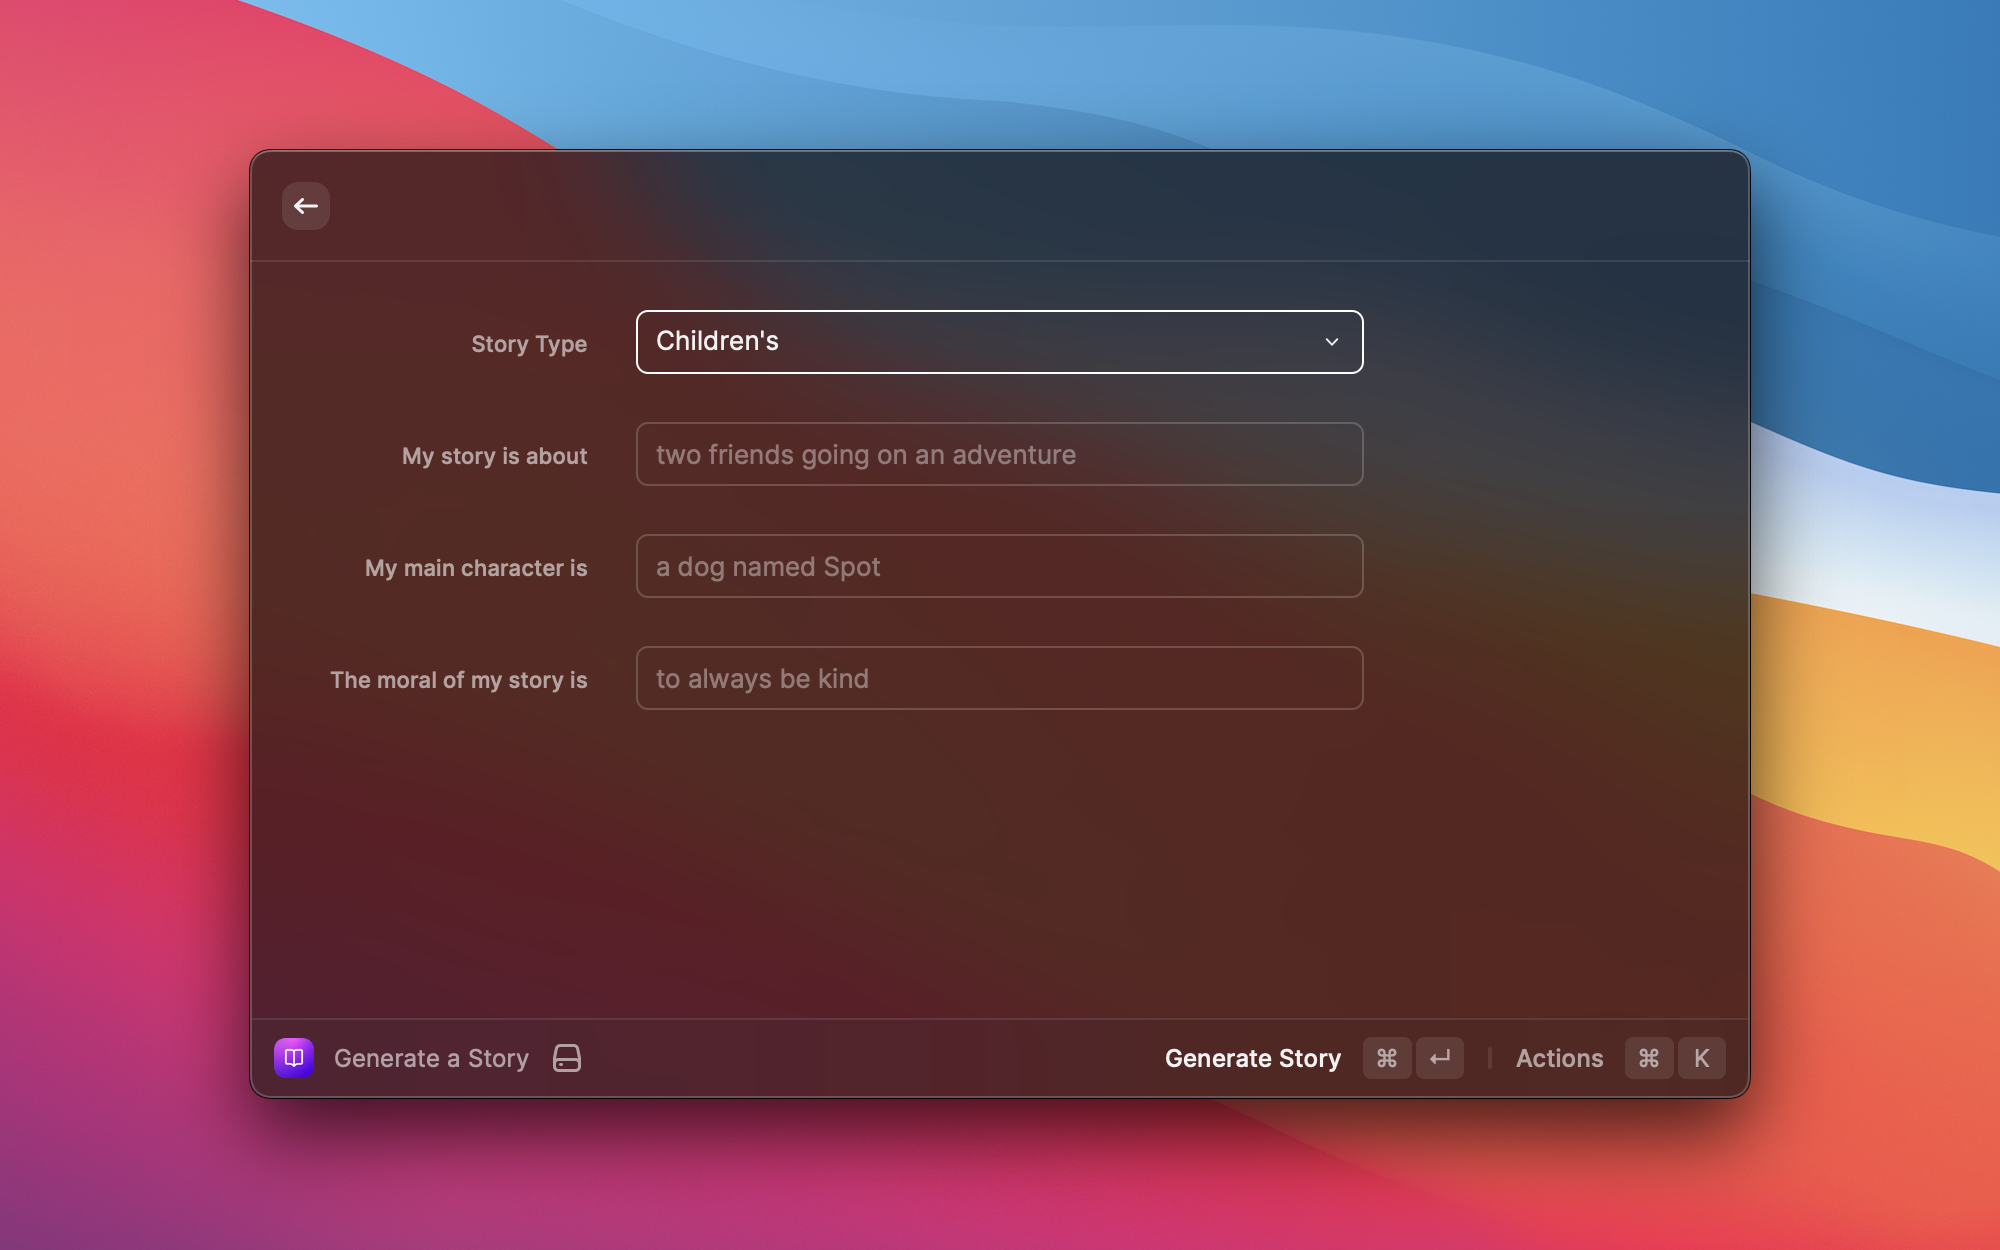 Story Type
Children's
My story is about
two friends going on an adventure
My main character is
a dog named Spot
The moral of my story is
to always be kind
Generate a Story
Generate Story ⌘ ↵ | Actions ⌘ K